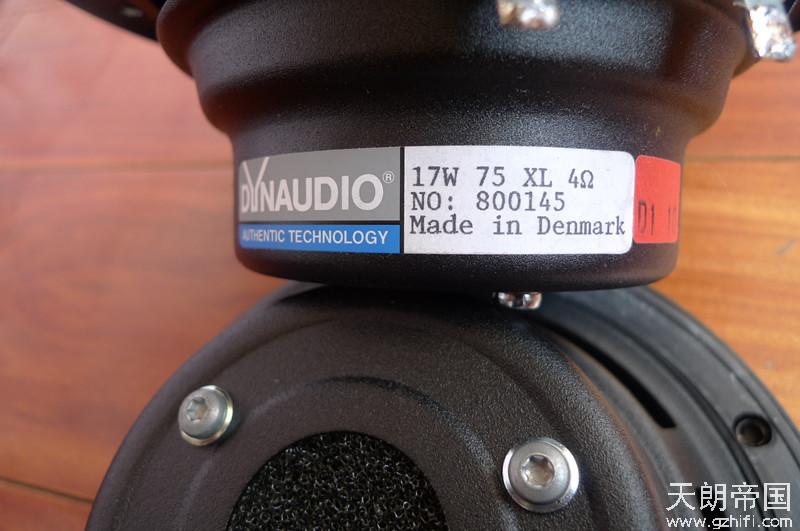 DYNAUDIO®
AUTHENTIC TECHNOLOGY
17W 75 XL 4Ω
NO: 800145
Made in Denmark
D1
天朗帝国
www.gzhifi.com